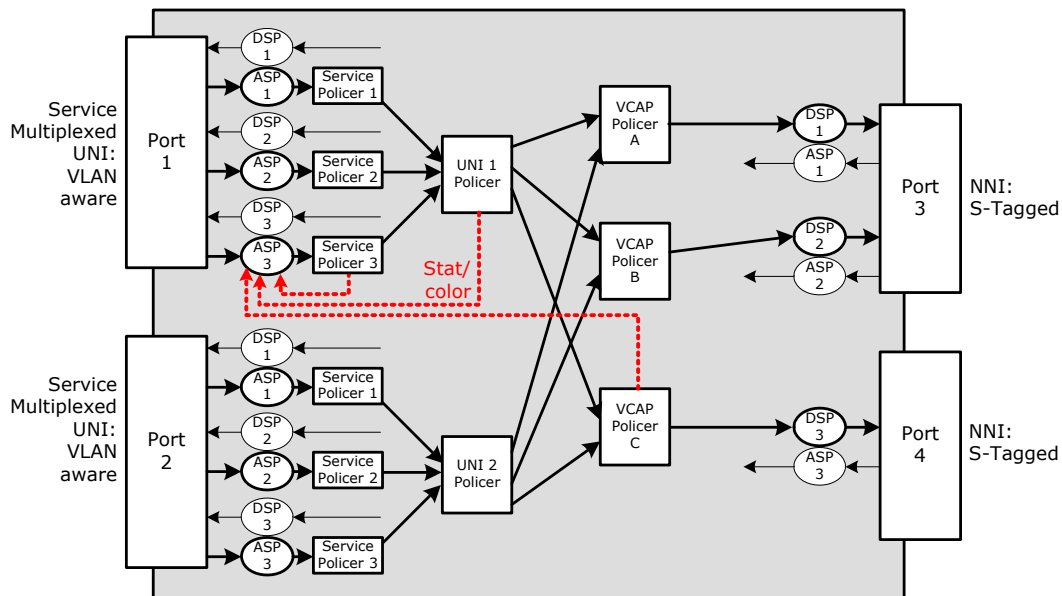 Service
Multiplexed
UNI:
VLAN
aware
Port
1
DSP
1
ASP
1
Service
Policer 1
DSP
2
ASP
2
Service
Policer 2
DSP
3
ASP
3
Service
Policer 3
UNI 1
Policer
Stat/
color
VCAP
Policer
A
VCAP
Policer
B
VCAP
Policer
C
DSP
1
ASP
1
DSP
2
ASP
2
Port
3
NNI:
S-Tagged
Service
Multiplexed
UNI:
VLAN
aware
Port
2
DSP
1
ASP
1
Service
Policer 1
DSP
2
ASP
2
Service
Policer 2
DSP
3
ASP
3
Service
Policer 3
UNI 2
Policer
DSP
3
ASP
3
Port
4
NNI:
S-Tagged